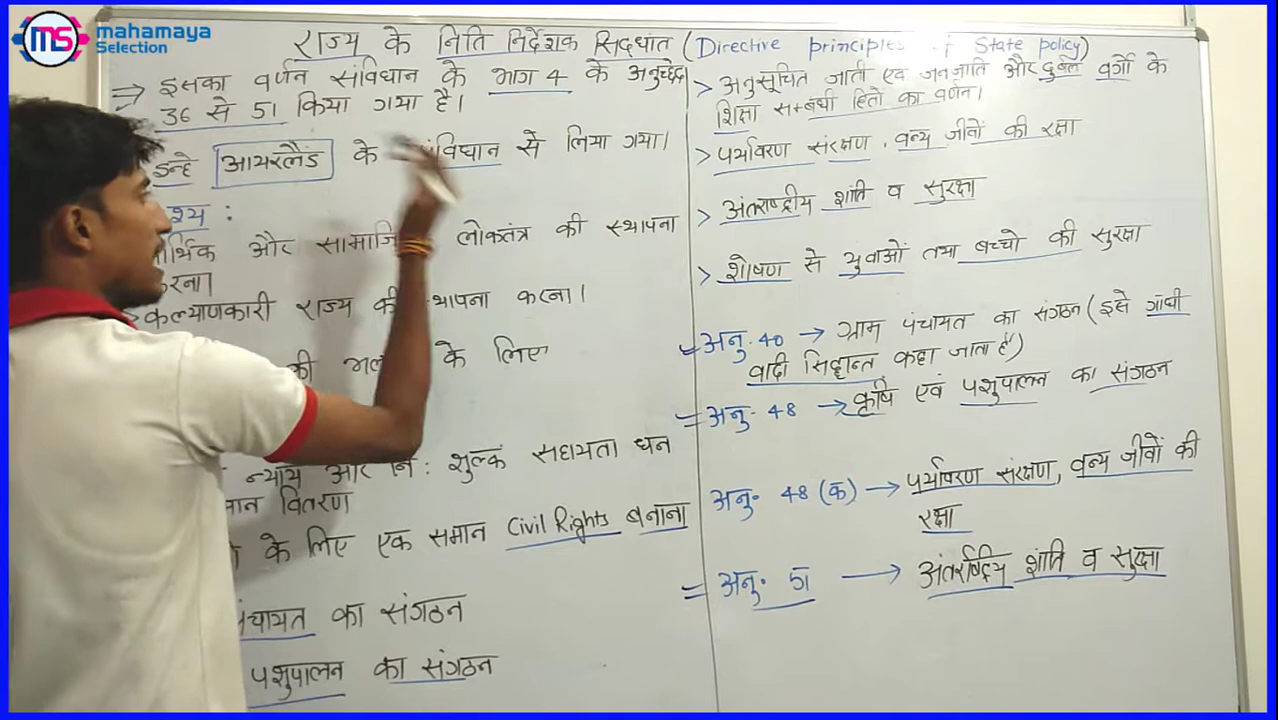 mahamaya
Selection
राज्य के निति निर्देशक सिद्धांत (Directive principles of State policy)
⇒ इसका वर्णन संविधान के भाग 4 के अनुच्छेद
36 से 51 किया गया है।
इन्हे आयरलैंड के संविधान से लिया गया।
श्य :
र्थिक और सामाजि लोकतंत्र की स्थापना
करना।
> कल्याणकारी राज्य की स्थापना करना।
की भल के लिए
न्याय और नि: शुल्क सहायता धन
मान वितरण
के लिए एक समान Civil Rights बनाना
पंचायत का संगठन
पशुपालन का संगठन
> अनुसूचित जाती एवं जनजाति और दुर्बल वर्गो के
शिक्षा सम्बंधी हितों का वर्णन।
> पर्यावरण संरक्षण, वन्य जीवों की रक्षा
> अंतराष्ट्रीय शांति व सुरक्षा
> शोषण से युवाओं तथा बच्चो की सुरक्षा
= अनु. 40 → ग्राम पंचायत का संगठन (इसे गांधी
वादी सिद्धान्त कहा जाता है")
= अनु. 48 → कृषि एवं पशुपालन का संगठन
अनु. 48 (क) → पर्यावरण संरक्षण, वन्य जीवों की
रक्षा
= अनु. 51 → अंतर्राष्ट्रिय शांति व सुरक्षा